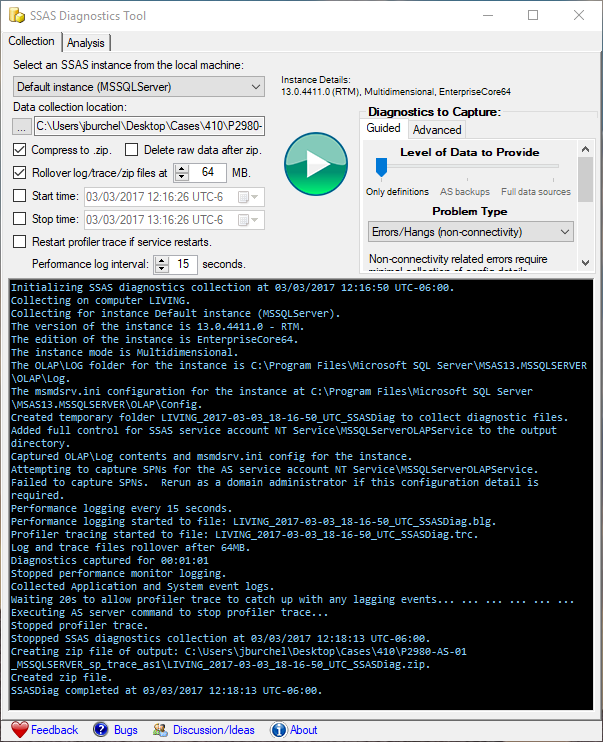 SSAS Diagnostics Tool
Collection
Analysis
Select an SSAS instance from the local machine:
Default instance (MSSQLServer)
Instance Details:
13.0.4411.0 (RTM), Multidimensional, EnterpriseCore64
Data collection location:
... C:\Users\jburchel\Desktop\Cases\410\P2980-
Compress to .zip. Delete raw data after zip.
Rollover log/trace/zip files at 64 MB.
Start time: 03/03/2017 12:16:26 UTC-6
Stop time: 03/03/2017 13:16:26 UTC-6
Restart profiler trace if service restarts.
Performance log interval: 15 seconds.
Diagnostics to Capture:
Guided Advanced
Level of Data to Provide
Only definitions AS backups Full data sources
Problem Type
Errors/Hangs (non-connectivity)
Non-connectivity related errors require
minimal collection of config details
Initializing SSAS diagnostics collection at 03/03/2017 12:16:50 UTC-06:00.
Collecting on computer LIVING.
Collecting for instance Default instance (MSSQLServer).
The version of the instance is 13.0.4411.0 - RTM.
The edition of the instance is EnterpriseCore64.
The instance mode is Multidimensional.
The OLAP\LOG folder for the instance is C:\Program Files\Microsoft SQL Server\MSAS13.MSSQLSERVER
\OLAP\Log.
The msmdsrv.ini configuration for the instance at C:\Program Files\Microsoft SQL Server
\MSAS13.MSSQLSERVER\OLAP\Config.
Created temporary folder LIVING_2017-03-03_18-16-50_UTC_SSASDiag to collect diagnostic files.
Added full control for SSAS service account NT Service\MSSQLServerOLAPService to the output
directory.
Captured OLAP\Log contents and msmdsrv.ini config for the instance.
Attempting to capture SPNs for the AS service account NT Service\MSSQLServerOLAPService.
Failed to capture SPNs.  Rerun as a domain administrator if this configuration detail is
required.
Performance logging every 15 seconds.
Performance logging started to file: LIVING_2017-03-03_18-16-50_UTC_SSASDiag.blg.
Profiler tracing started to file: LIVING_2017-03-03_18-16-50_UTC_SSASDiag.trc.
Log and trace files rollover after 64MB.
Diagnostics captured for 00:01:01
Stopped performance monitor logging.
Collected Application and System event logs.
Waiting 20s to allow profiler trace to catch up with any lagging events... ... ... ... ... ...
Executing AS server command to stop profiler trace...
Stopped profiler trace.
Stoppped SSAS diagnostics collection at 03/03/2017 12:18:13 UTC-06:00.
Creating zip file of output: C:\Users\jburchel\Desktop\Cases\410\P2980-AS-01
_MSSQLSERVER_sp_trace_as1\LIVING_2017-03-03_18-16-50_UTC_SSASDiag.zip.
Created zip file.
SSASDiag completed at 03/03/2017 12:18:13 UTC-06:00.
Feedback Bugs Discussion/Ideas About